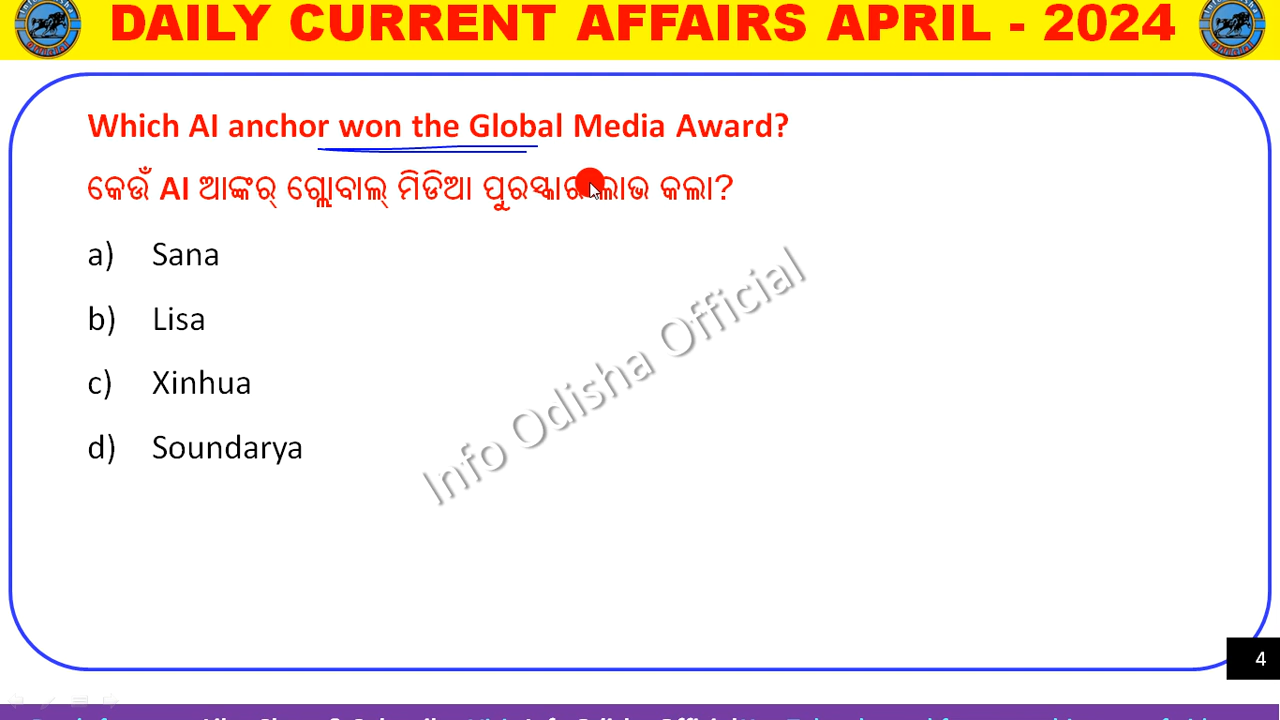 DAILY CURRENT AFFAIRS APRIL - 2024
Which AI anchor won the Global Media Award?
କେଉଁ AI ଆଙ୍କର୍ ଗ୍ଲୋବାଲ୍ ମିଡିଆ ପୁରସ୍କାର ଲାଭ କଲା?
a) Sana
b) Lisa
c) Xinhua
d) Soundarya
Info Odisha Official
4